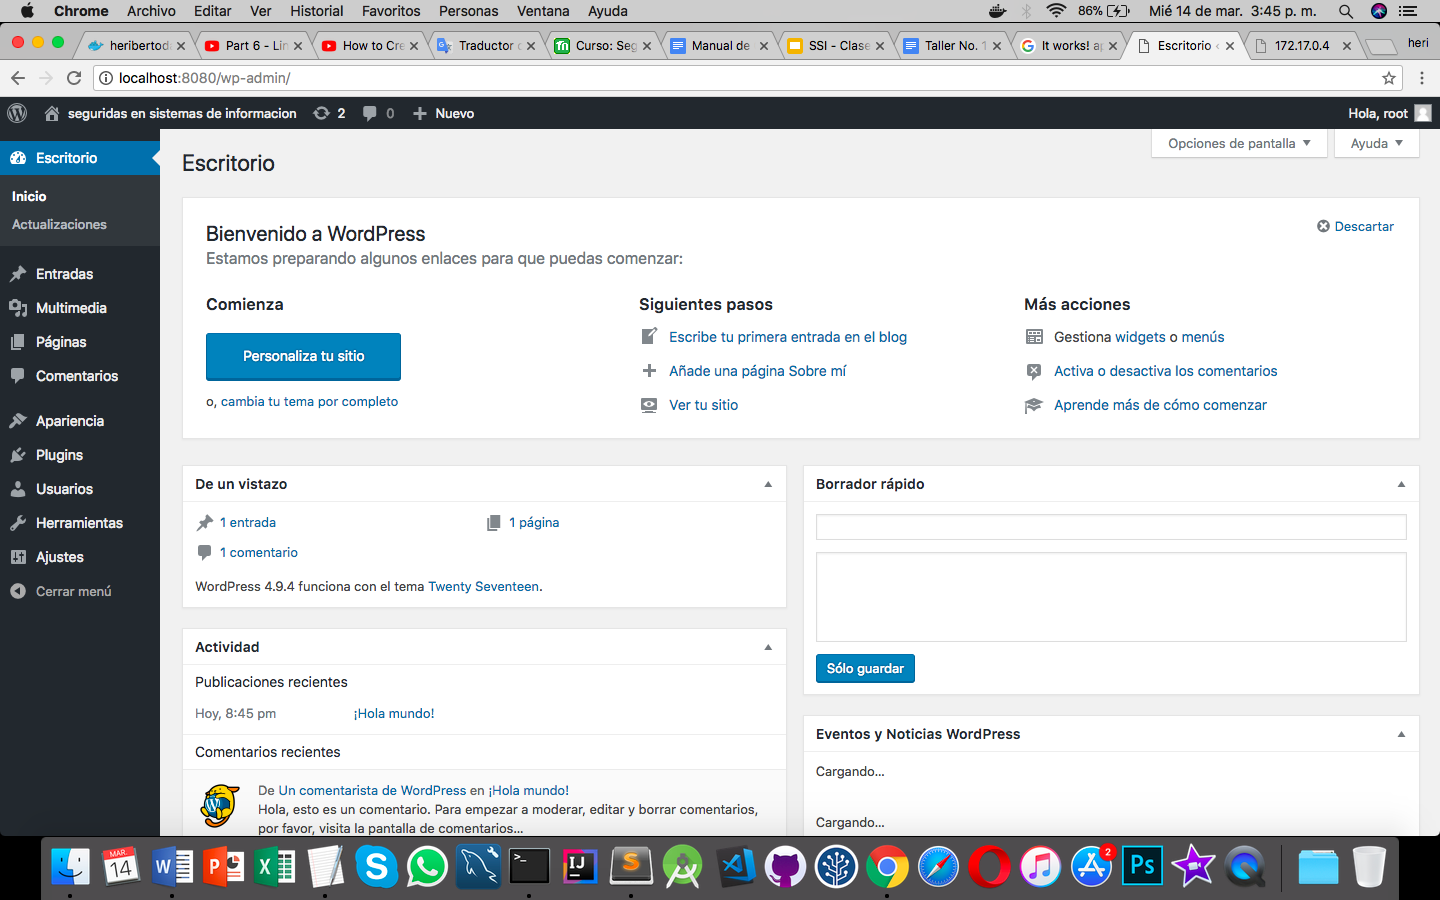 Chrome Archivo Editar Ver Historial Favoritos Personas Ventana Ayuda 86% Mié 14 de mar. 3:45 p. m.
heribertod Part 6 - Lin How to Cre Traductor Curso: Seg Manual de SSI - Clase Taller No. 1 It works! ap Escritorio 172.17.0.4 heri
localhost:8080/wp-admin/
seguridas en sistemas de informacion 2 0 Nuevo Hola, root
Opciones de pantalla Ayuda
Escritorio
Inicio
Actualizaciones
Entradas
Multimedia
Páginas
Comentarios
Apariencia
Plugins
Usuarios
Herramientas
Ajustes
Cerrar menú
Escritorio
Bienvenido a WordPress
Descartar
Estamos preparando algunos enlaces para que puedas comenzar:
Comienza
Personaliza tu sitio
o, cambia tu tema por completo
Siguientes pasos
Escribe tu primera entrada en el blog
Añade una página Sobre mí
Ver tu sitio
Más acciones
Gestiona widgets o menús
Activa o desactiva los comentarios
Aprende más de cómo comenzar
De un vistazo
1 entrada 1 página
1 comentario
WordPress 4.9.4 funciona con el tema Twenty Seventeen.
Actividad
Publicaciones recientes
Hoy, 8:45 pm ¡Hola mundo!
Comentarios recientes
De Un comentarista de WordPress en ¡Hola mundo!
Hola, esto es un comentario. Para empezar a moderar, editar y borrar comentarios,
por favor, visita la pantalla de comentarios...
Borrador rápido
Sólo guardar
Eventos y Noticias WordPress
Cargando...
Cargando...
MAR.
14
W
P
X
S
>_
IJ
S
2
Ps